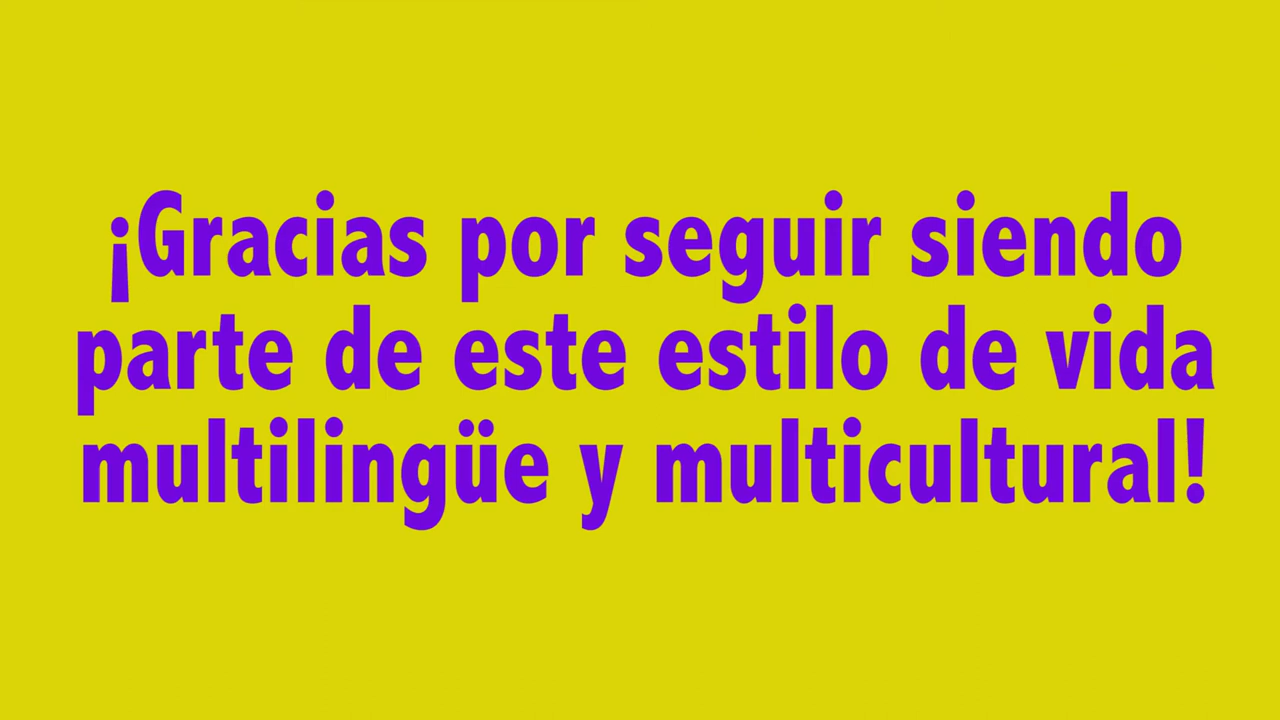 ¡Gracias por seguir siendo
parte de este estilo de vida
multilingüe y multicultural!